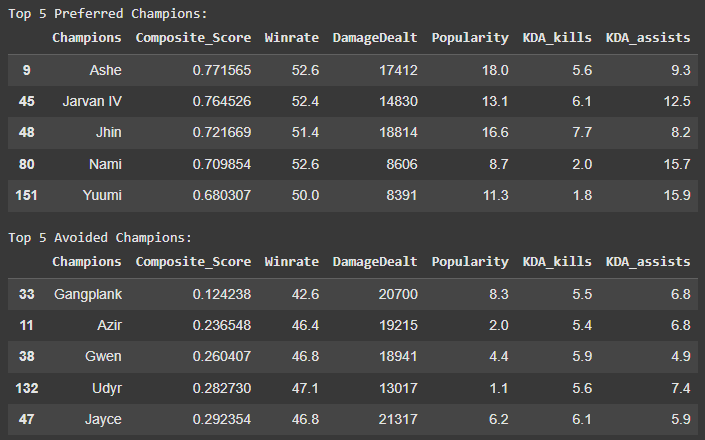 Top 5 Preferred Champions:
Champions Composite_Score Winrate DamageDealt Popularity KDA_kills KDA_assists
9 Ashe 0.771565 52.6 17412 18.0 5.6 9.3
45 Jarvan IV 0.764526 52.4 14830 13.1 6.1 12.5
48 Jhin 0.721669 51.4 18814 16.6 7.7 8.2
80 Nami 0.709854 52.6 8606 8.7 2.0 15.7
151 Yuumi 0.680307 50.0 8391 11.3 1.8 15.9
Top 5 Avoided Champions:
Champions Composite_Score Winrate DamageDealt Popularity KDA_kills KDA_assists
33 Gangplank 0.124238 42.6 20700 8.3 5.5 6.8
11 Azir 0.236548 46.4 19215 2.0 5.4 6.8
38 Gwen 0.260407 46.8 18941 4.4 5.9 4.9
132 Udyr 0.282730 47.1 13017 1.1 5.6 7.4
47 Jayce 0.292354 46.8 21317 6.2 6.1 5.9